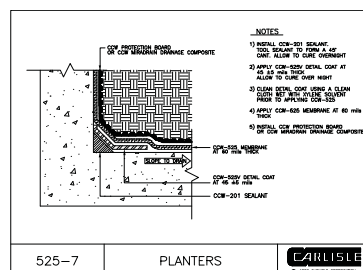 CCW PROTECTION BOARD
OR CCW MIRADRAIN DRAINAGE COMPOSITE
NOTES
1) INSTALL CCW-201 SEALANT.
TOOL SEALANT TO FORM A 45°
CANT. ALLOW TO CURE OVERNIGHT
2) APPLY CCW-525V DETAIL COAT AT
45 ±5 mils THICK
ALLOW TO CURE OVER NIGHT
3) CLEAN DETAIL COAT USING A CLEAN
CLOTH WET WITH XYLENE SOLVENT
PRIOR TO APPLYING CCW-525
4) APPLY CCW-525 MEMBRANE AT 60 mils
THICK
5) INSTALL CCW PROTECTION BOARD
OR CCW MIRADRAIN DRAINAGE COMPOSITE
CCW-525 MEMBRANE
AT 60 mils THICK
SLOPE TO DRAIN
CCW-525V DETAIL COAT
AT 45 ±5 mils
CCW-201 SEALANT
525-7
PLANTERS
CARLISLE